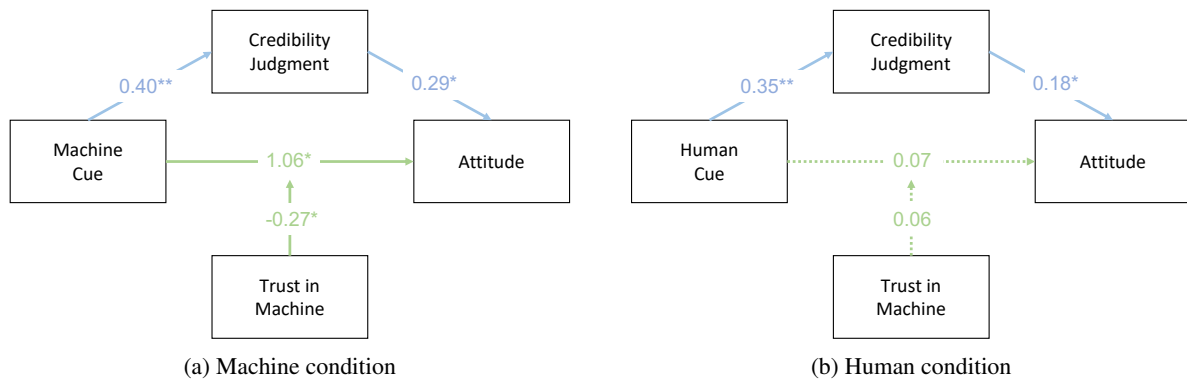 Credibility
Judgment
0.40**
0.29*
Machine
Cue
1.06*
Attitude
-0.27*
Trust in
Machine
(a) Machine condition
Credibility
Judgment
0.35**
0.18*
Human
Cue
0.07
Attitude
0.06
Trust in
Machine
(b) Human condition